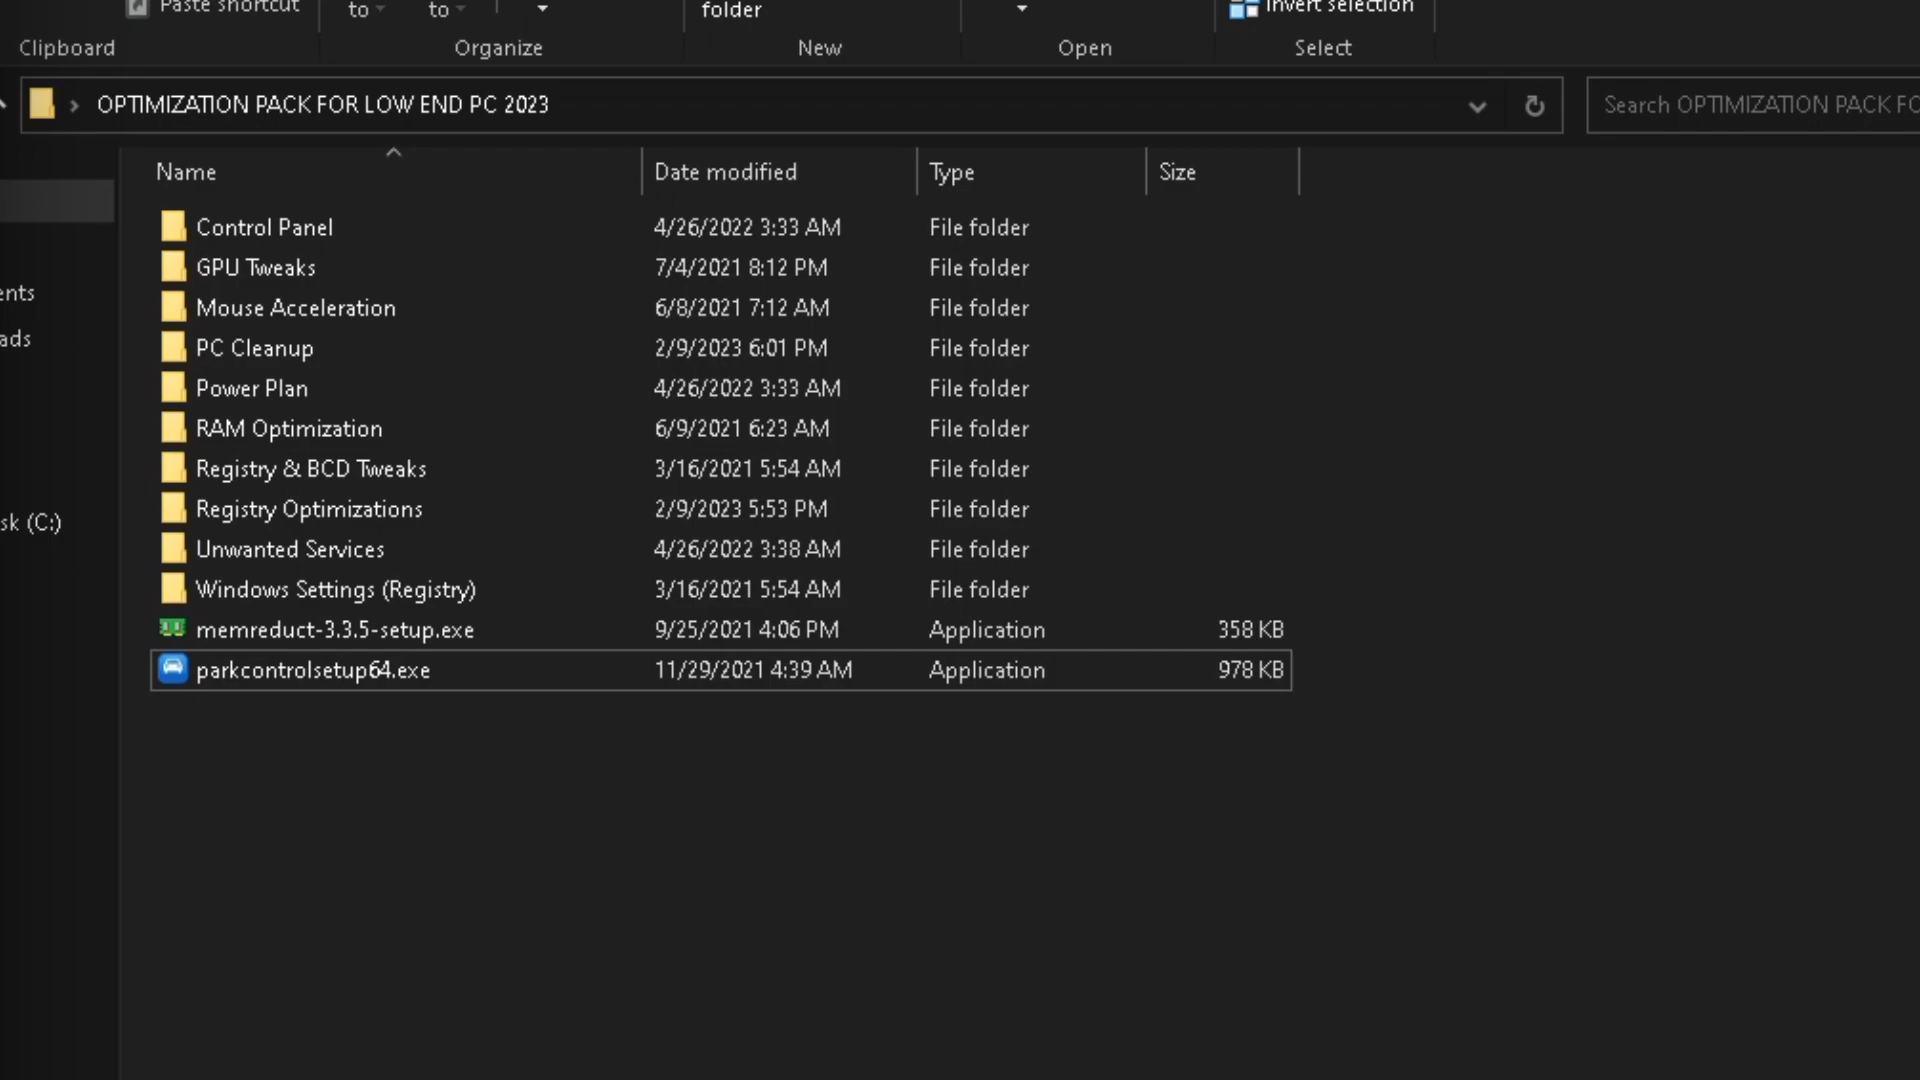 Paste shortcut
to to
folder
Invert selection
Clipboard Organize New Open Select
OPTIMIZATION PACK FOR LOW END PC 2023
Search OPTIMIZATION PACK FO
Name Date modified Type Size
Control Panel 4/26/2022 3:33 AM File folder
GPU Tweaks 7/4/2021 8:12 PM File folder
ents
Mouse Acceleration 6/8/2021 7:12 AM File folder
ads
PC Cleanup 2/9/2023 6:01 PM File folder
Power Plan 4/26/2022 3:33 AM File folder
RAM Optimization 6/9/2021 6:23 AM File folder
Registry & BCD Tweaks 3/16/2021 5:54 AM File folder
Registry Optimizations 2/9/2023 5:53 PM File folder
sk (C:)
Unwanted Services 4/26/2022 3:38 AM File folder
Windows Settings (Registry) 3/16/2021 5:54 AM File folder
memreduct-3.3.5-setup.exe 9/25/2021 4:06 PM Application 358 KB
parkcontrolsetup64.exe 11/29/2021 4:39 AM Application 978 KB